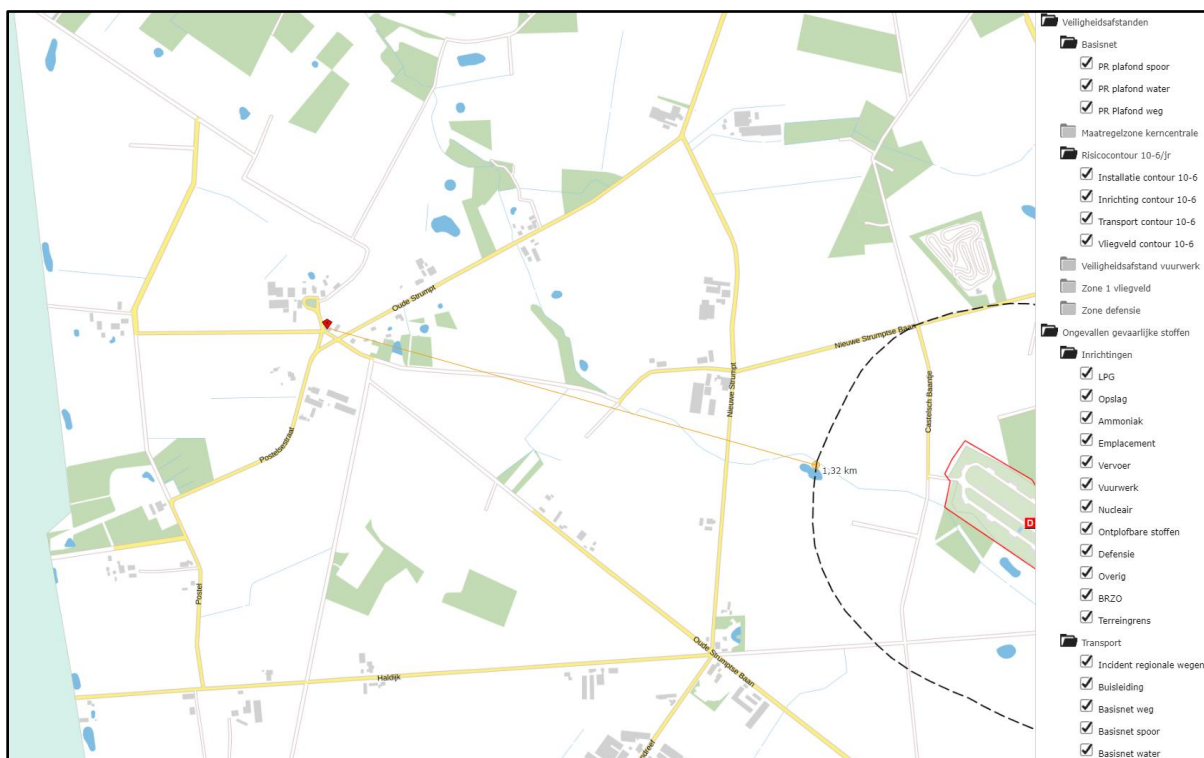 Oude Strumpt
Nieuwe Strumptse Baan
Nieuwe Strumpt
Castelsch Baantje
Postelsestraat
1,32 km
D
Postel
Oude Strumptse Baan
Haldijk
Veiligheidsafstanden
Basisnet
PR plafond spoor
PR plafond water
PR Plafond weg
Maatregelzone kerncentrale
Risicocontour 10-6/jr
Installatie contour 10-6
Inrichting contour 10-6
Transport contour 10-6
Vliegveld contour 10-6
Veiligheidsafstand vuurwerk
Zone 1 vliegveld
Zone defensie
Ongevallen gevaarlijke stoffen
Inrichtingen
LPG
Opslag
Ammoniak
Emplacement
Vervoer
Vuurwerk
Nucleair
Ontplofbare stoffen
Defensie
Overig
BRZO
Terreingrens
Transport
Incident regionale wegen
Buisleiding
Basisnet weg
Basisnet spoor
Basisnet water